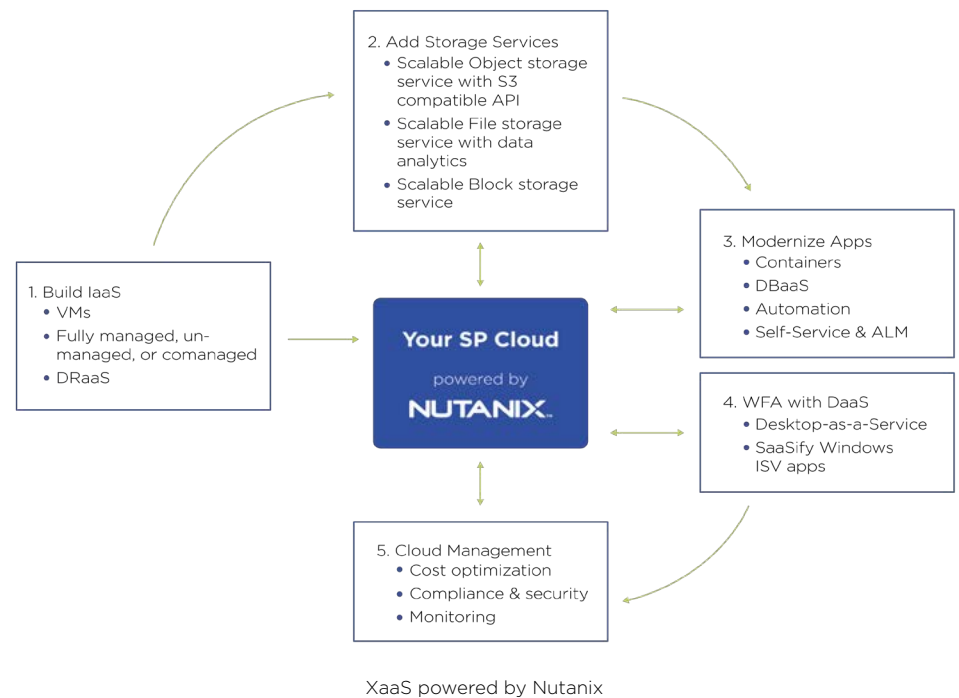 1. Build IaaS
• VMs
• Fully managed, un-
managed, or comanaged
• DRaaS
2. Add Storage Services
• Scalable Object storage
service with S3
compatible API
• Scalable File storage
service with data
analytics
• Scalable Block storage
service
3. Modernize Apps
• Containers
• DBaaS
• Automation
• Self-Service & ALM
Your SP Cloud
powered by
NUTANIX™
4. WFA with DaaS
• Desktop-as-a-Service
• SaaSify Windows
ISV apps
5. Cloud Management
• Cost optimization
• Compliance & security
• Monitoring
XaaS powered by Nutanix